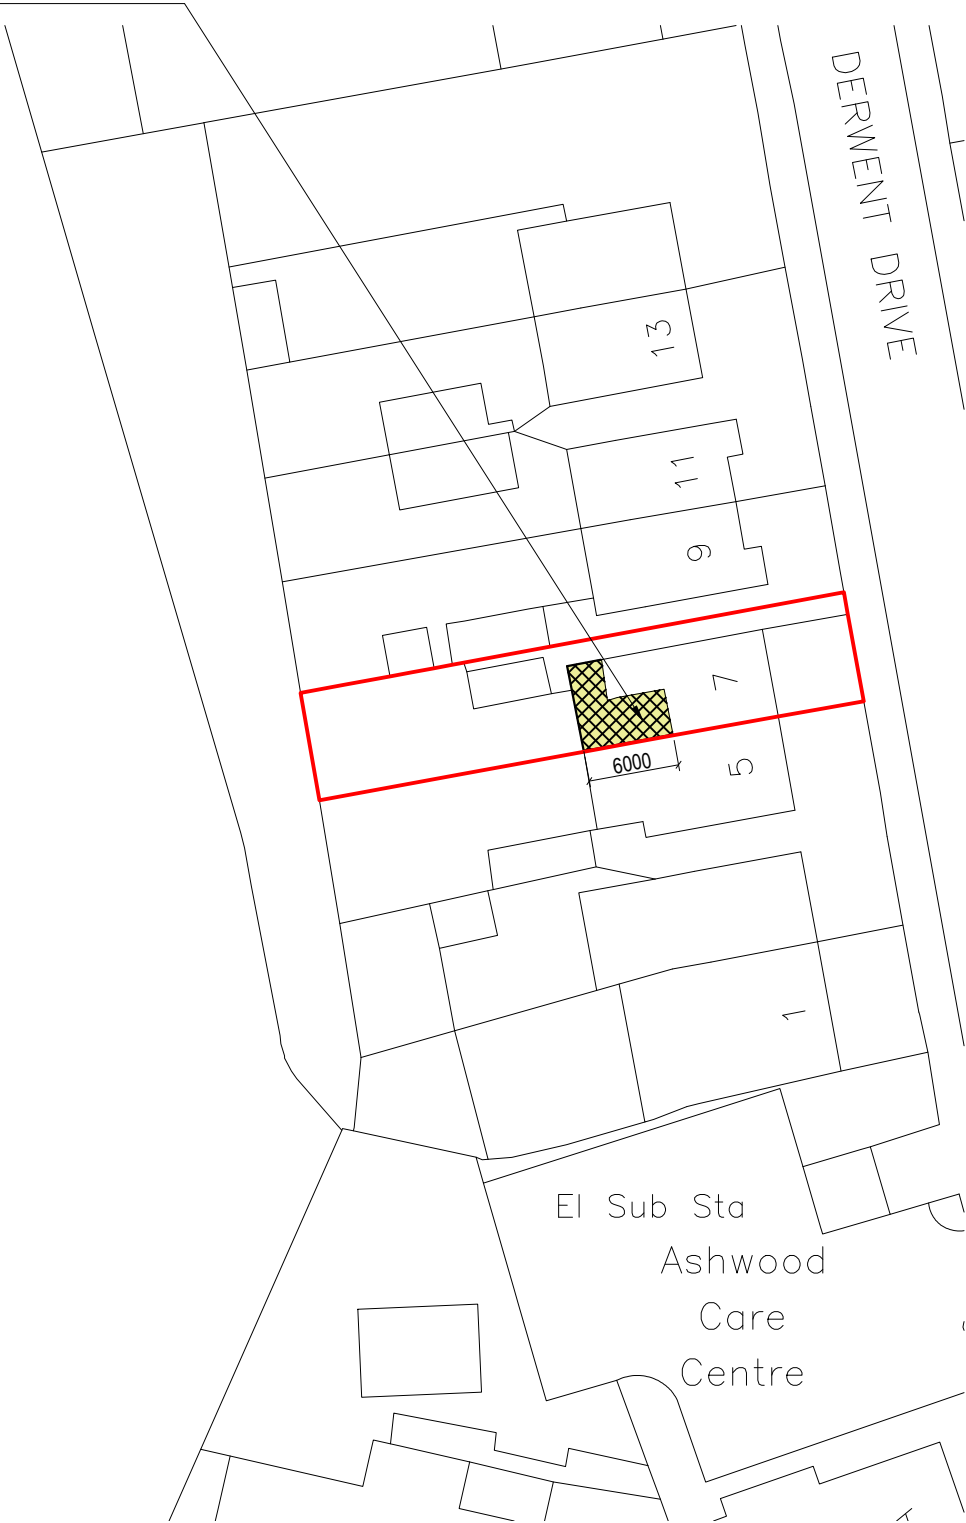 DERWENT DRIVE
13
11
9
7
6000
5
1
El Sub Sta
Ashwood
Care
Centre